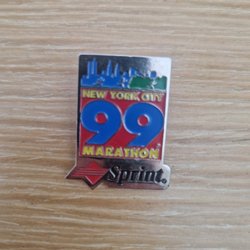 NEW YORK CITY
99
MARATHON
Sprint